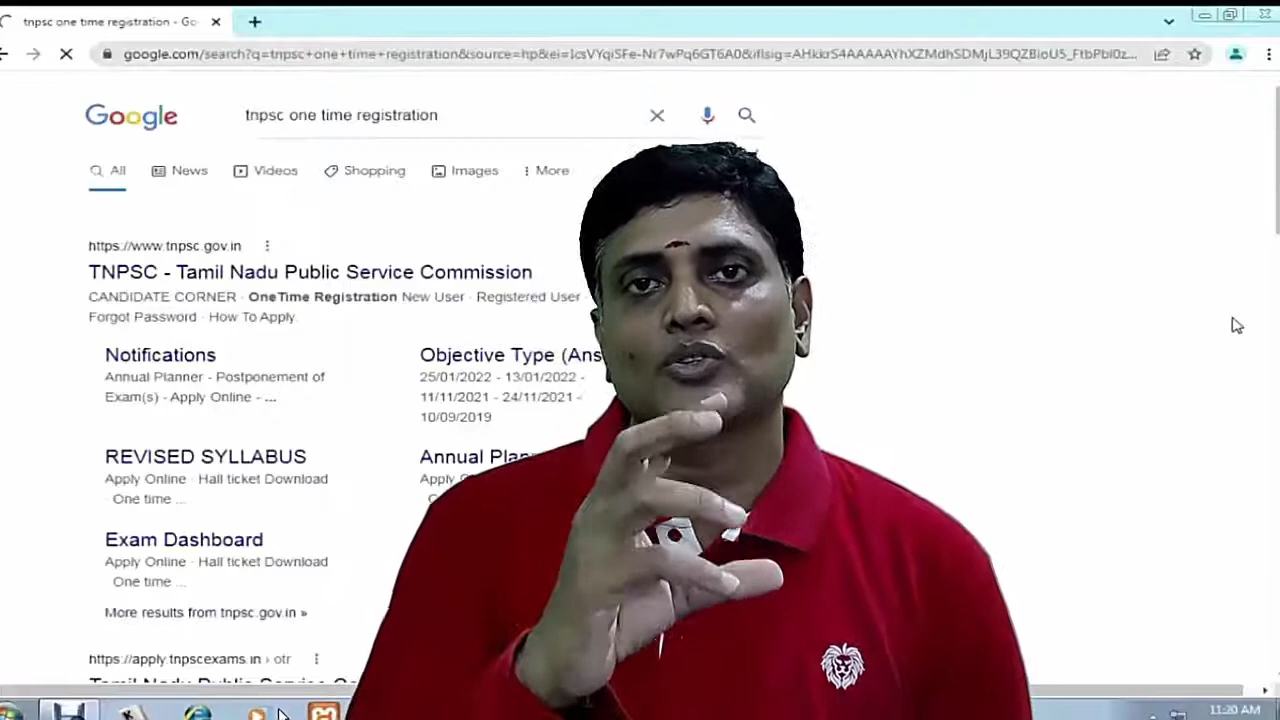 tnpsc one time registration - Go
google.com/search?q=tnpsc+one+time+registration&source=hp&ei=
tnpsc one time registration
All
News
Videos
Shopping
Images
More
Google
https://www.tnpsc.gov.in
TNPSC - Tamil Nadu Public Service Commission
CANDIDATE CORNER · OneTime Registration New User · Registered User ·
Forgot Password · How To Apply
Notifications
Annual Planner - Postponement of
Exam(s) - Apply Online - ...
Objective Type (Ans
25/01/2022 - 13/01/2022 -
11/11/2021 - 24/11/2021 -
10/09/2019
REVISED SYLLABUS
Apply Online · Hall ticket Download
· One time ...
Annual Plan
Apply
Exam Dashboard
Apply Online · Hall ticket Download
One time ...
More results from tnpsc.gov.in »
https://apply.tnpscexams.in › otr
Tamil Nadu Public Service
11:20 AM